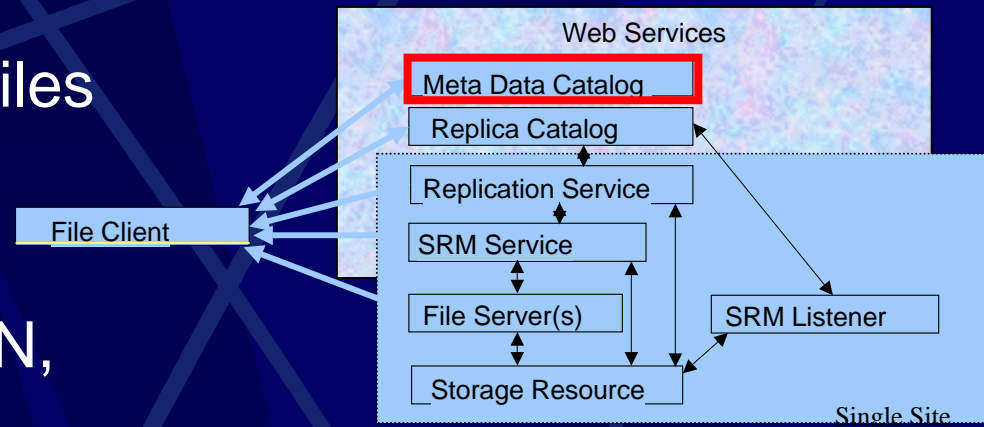 Web Services
iles
Meta Data Catalog
Replica Catalog
Replication Service
File Client
SRM Service
File Server(s)
SRM Listener
N,
Storage Resource
Single Site